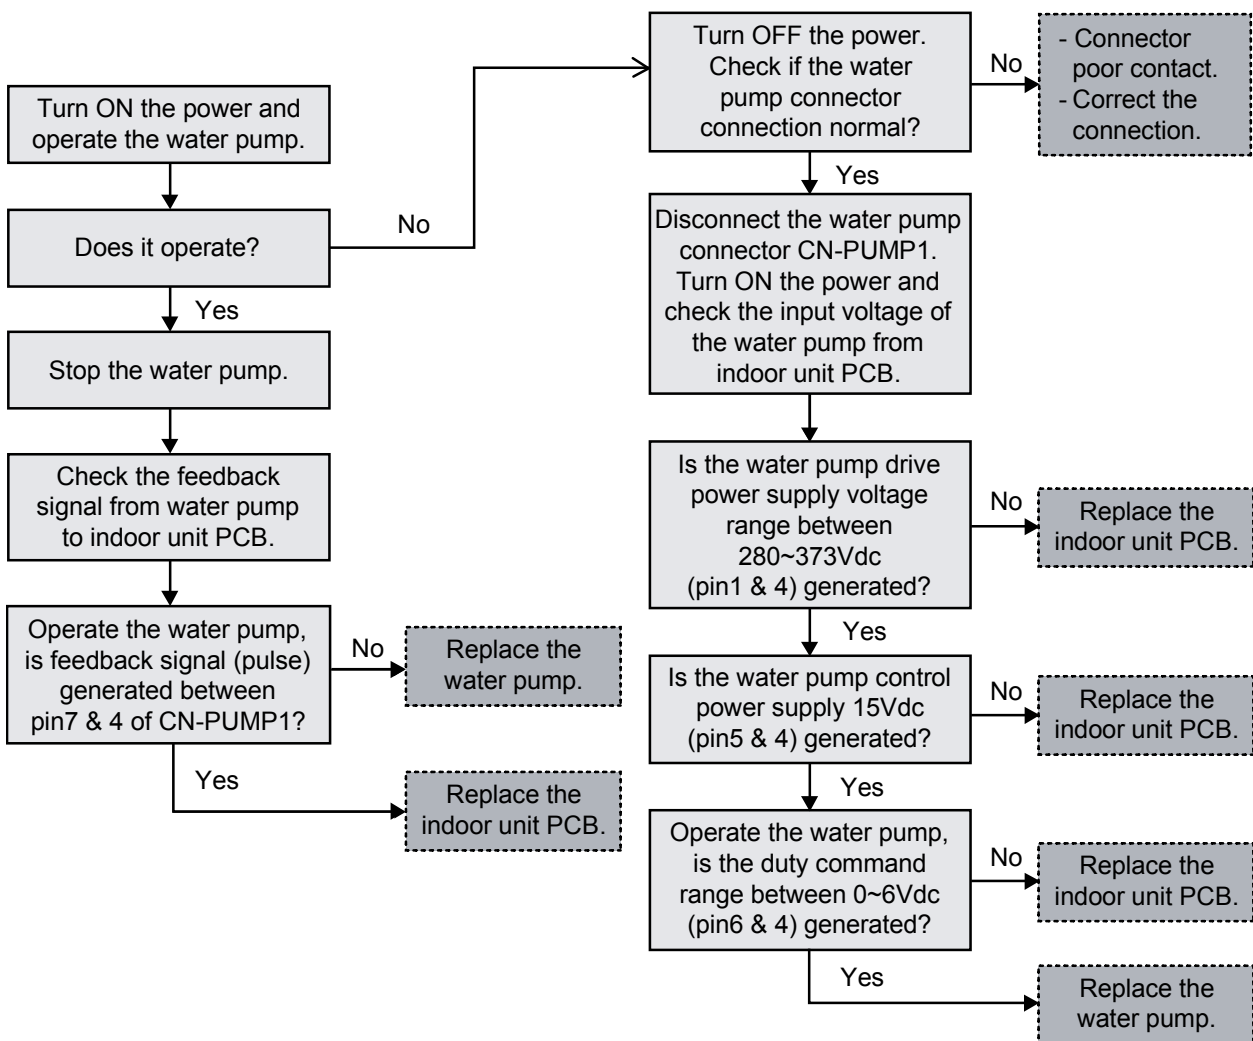 Turn ON the power and
operate the water pump.
Does it operate?
No
Yes
Stop the water pump.
Check the feedback
signal from water pump
to indoor unit PCB.
Operate the water pump,
is feedback signal (pulse)
generated between
pin7 & 4 of CN-PUMP1?
No
Replace the
water pump.
Yes
Replace the
indoor unit PCB.
Turn OFF the power.
Check if the water
pump connector
connection normal?
No
- Connector
poor contact.
- Correct the
connection.
Yes
Disconnect the water pump
connector CN-PUMP1.
Turn ON the power and
check the input voltage of
the water pump from
indoor unit PCB.
Is the water pump drive
power supply voltage
range between
280~373Vdc
(pin1 & 4) generated?
No
Replace the
indoor unit PCB.
Yes
Is the water pump control
power supply 15Vdc
(pin5 & 4) generated?
No
Replace the
indoor unit PCB.
Yes
Operate the water pump,
is the duty command
range between 0~6Vdc
(pin6 & 4) generated?
No
Replace the
indoor unit PCB.
Yes
Replace the
water pump.